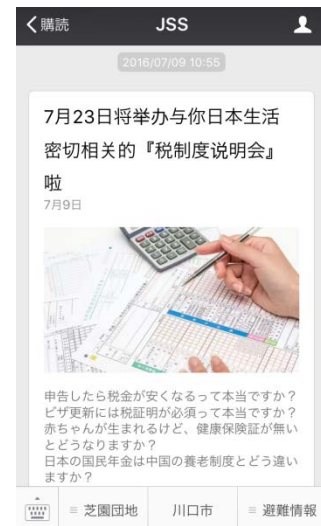 購読
JSS
2016/07/09 10:55
7月23日将举办与你日本生活
密切相关的『税制度说明会』
啦
7月9日
申告したら税金が安くなるって本当ですか?
ビザ更新には税証明が必須って本当ですか?
赤ちゃんが生まれるけど、健康保険証が無い
とどうなりますか?
日本の国民年金は中国の養老制度とどう違い
ますか?
芝園団地
川口市
避難情報